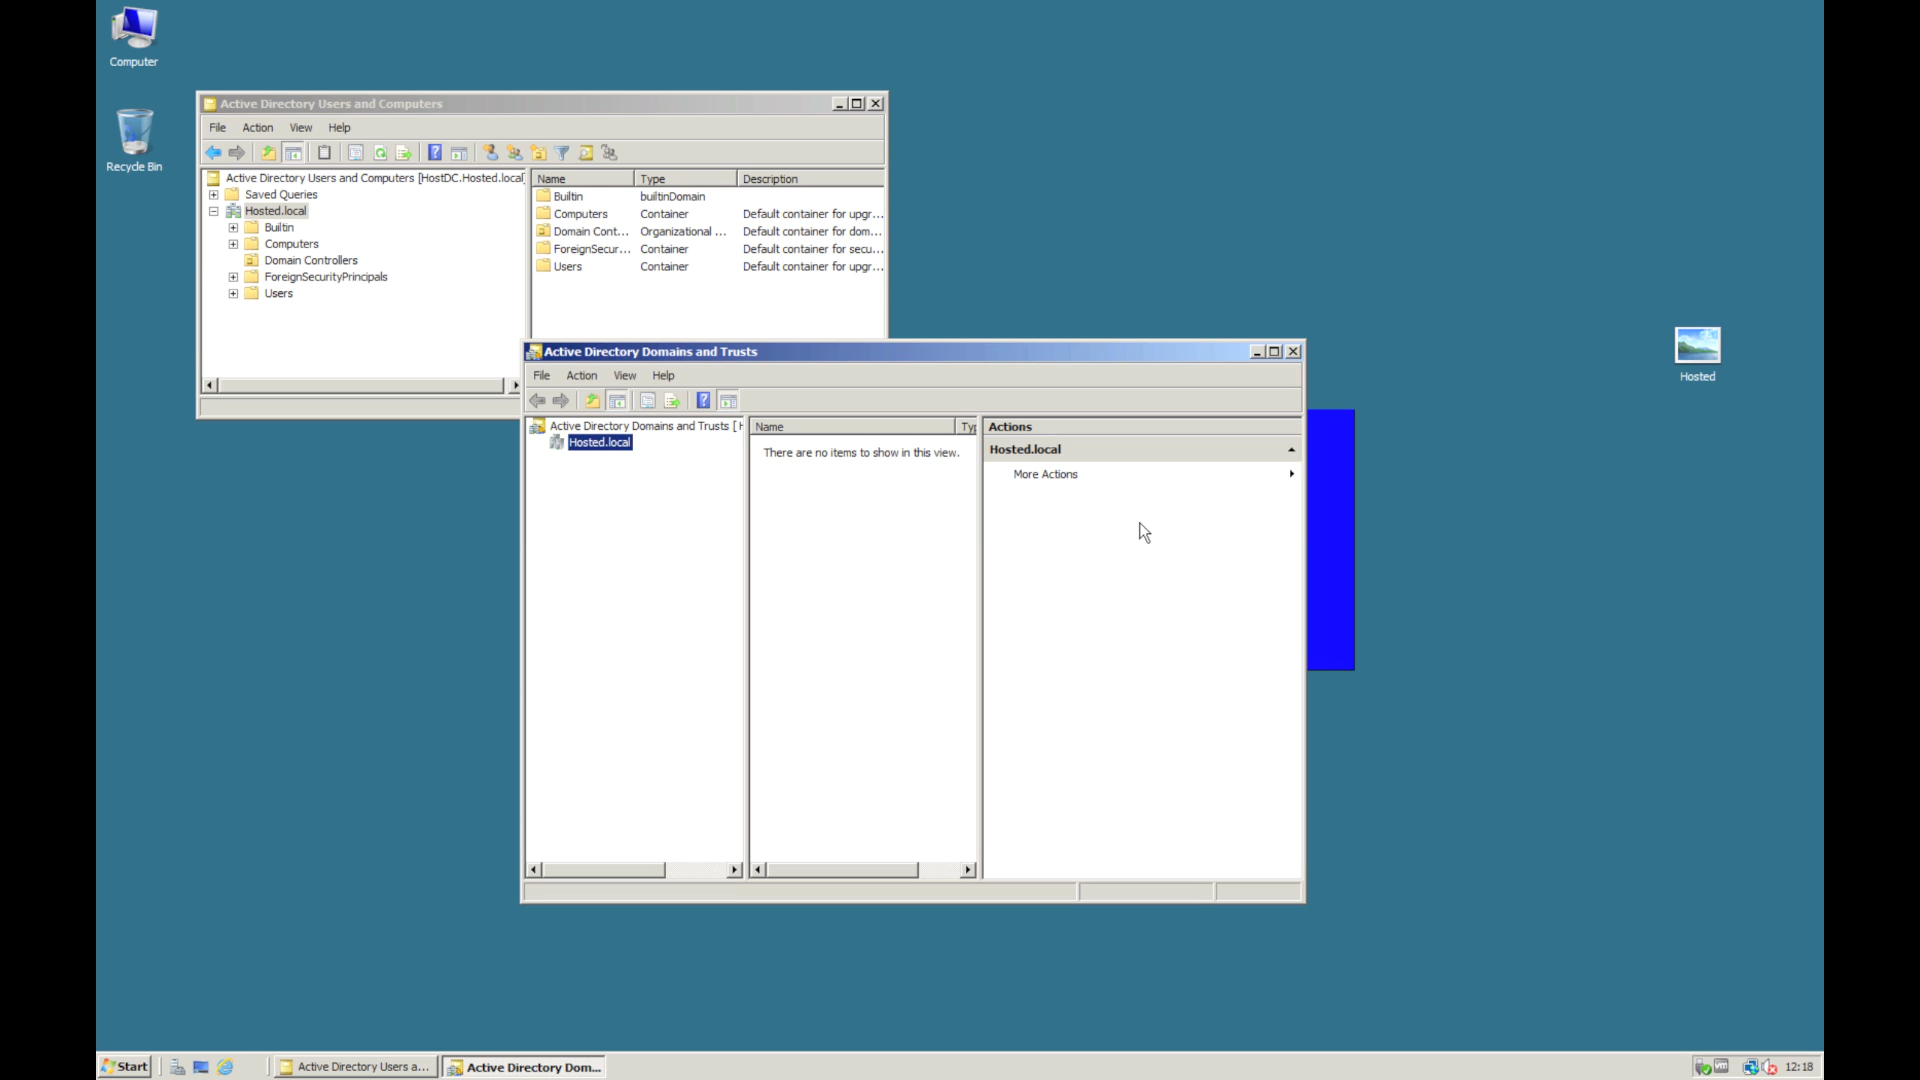 Computer
Recycle Bin
Active Directory Users and Computers
File Action View Help
Active Directory Users and Computers [HostDC.Hosted.local]
Saved Queries
Hosted.local
Builtin
Computers
Domain Controllers
ForeignSecurityPrincipals
Users
Name Type Description
Builtin builtinDomain
Computers Container Default container for upgr...
Domain Cont... Organizational ... Default container for dom...
ForeignSecur... Container Default container for secu...
Users Container Default container for upgr...
Active Directory Domains and Trusts
File Action View Help
Active Directory Domains and Trusts [ H
Hosted.local
Name Typ
There are no items to show in this view.
Actions
Hosted.local
More Actions
Hosted
Start
Active Directory Users a...
Active Directory Dom...
12:18